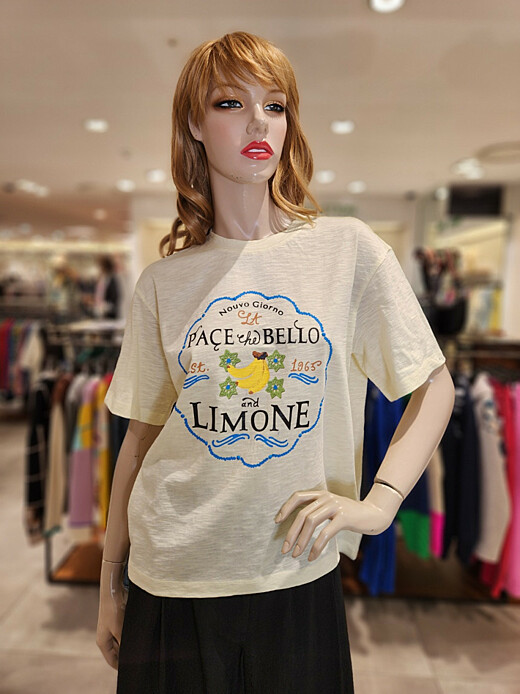 Nouvo Giorno
LA
PACE che BELLO
St. 1965
and
LIMONE